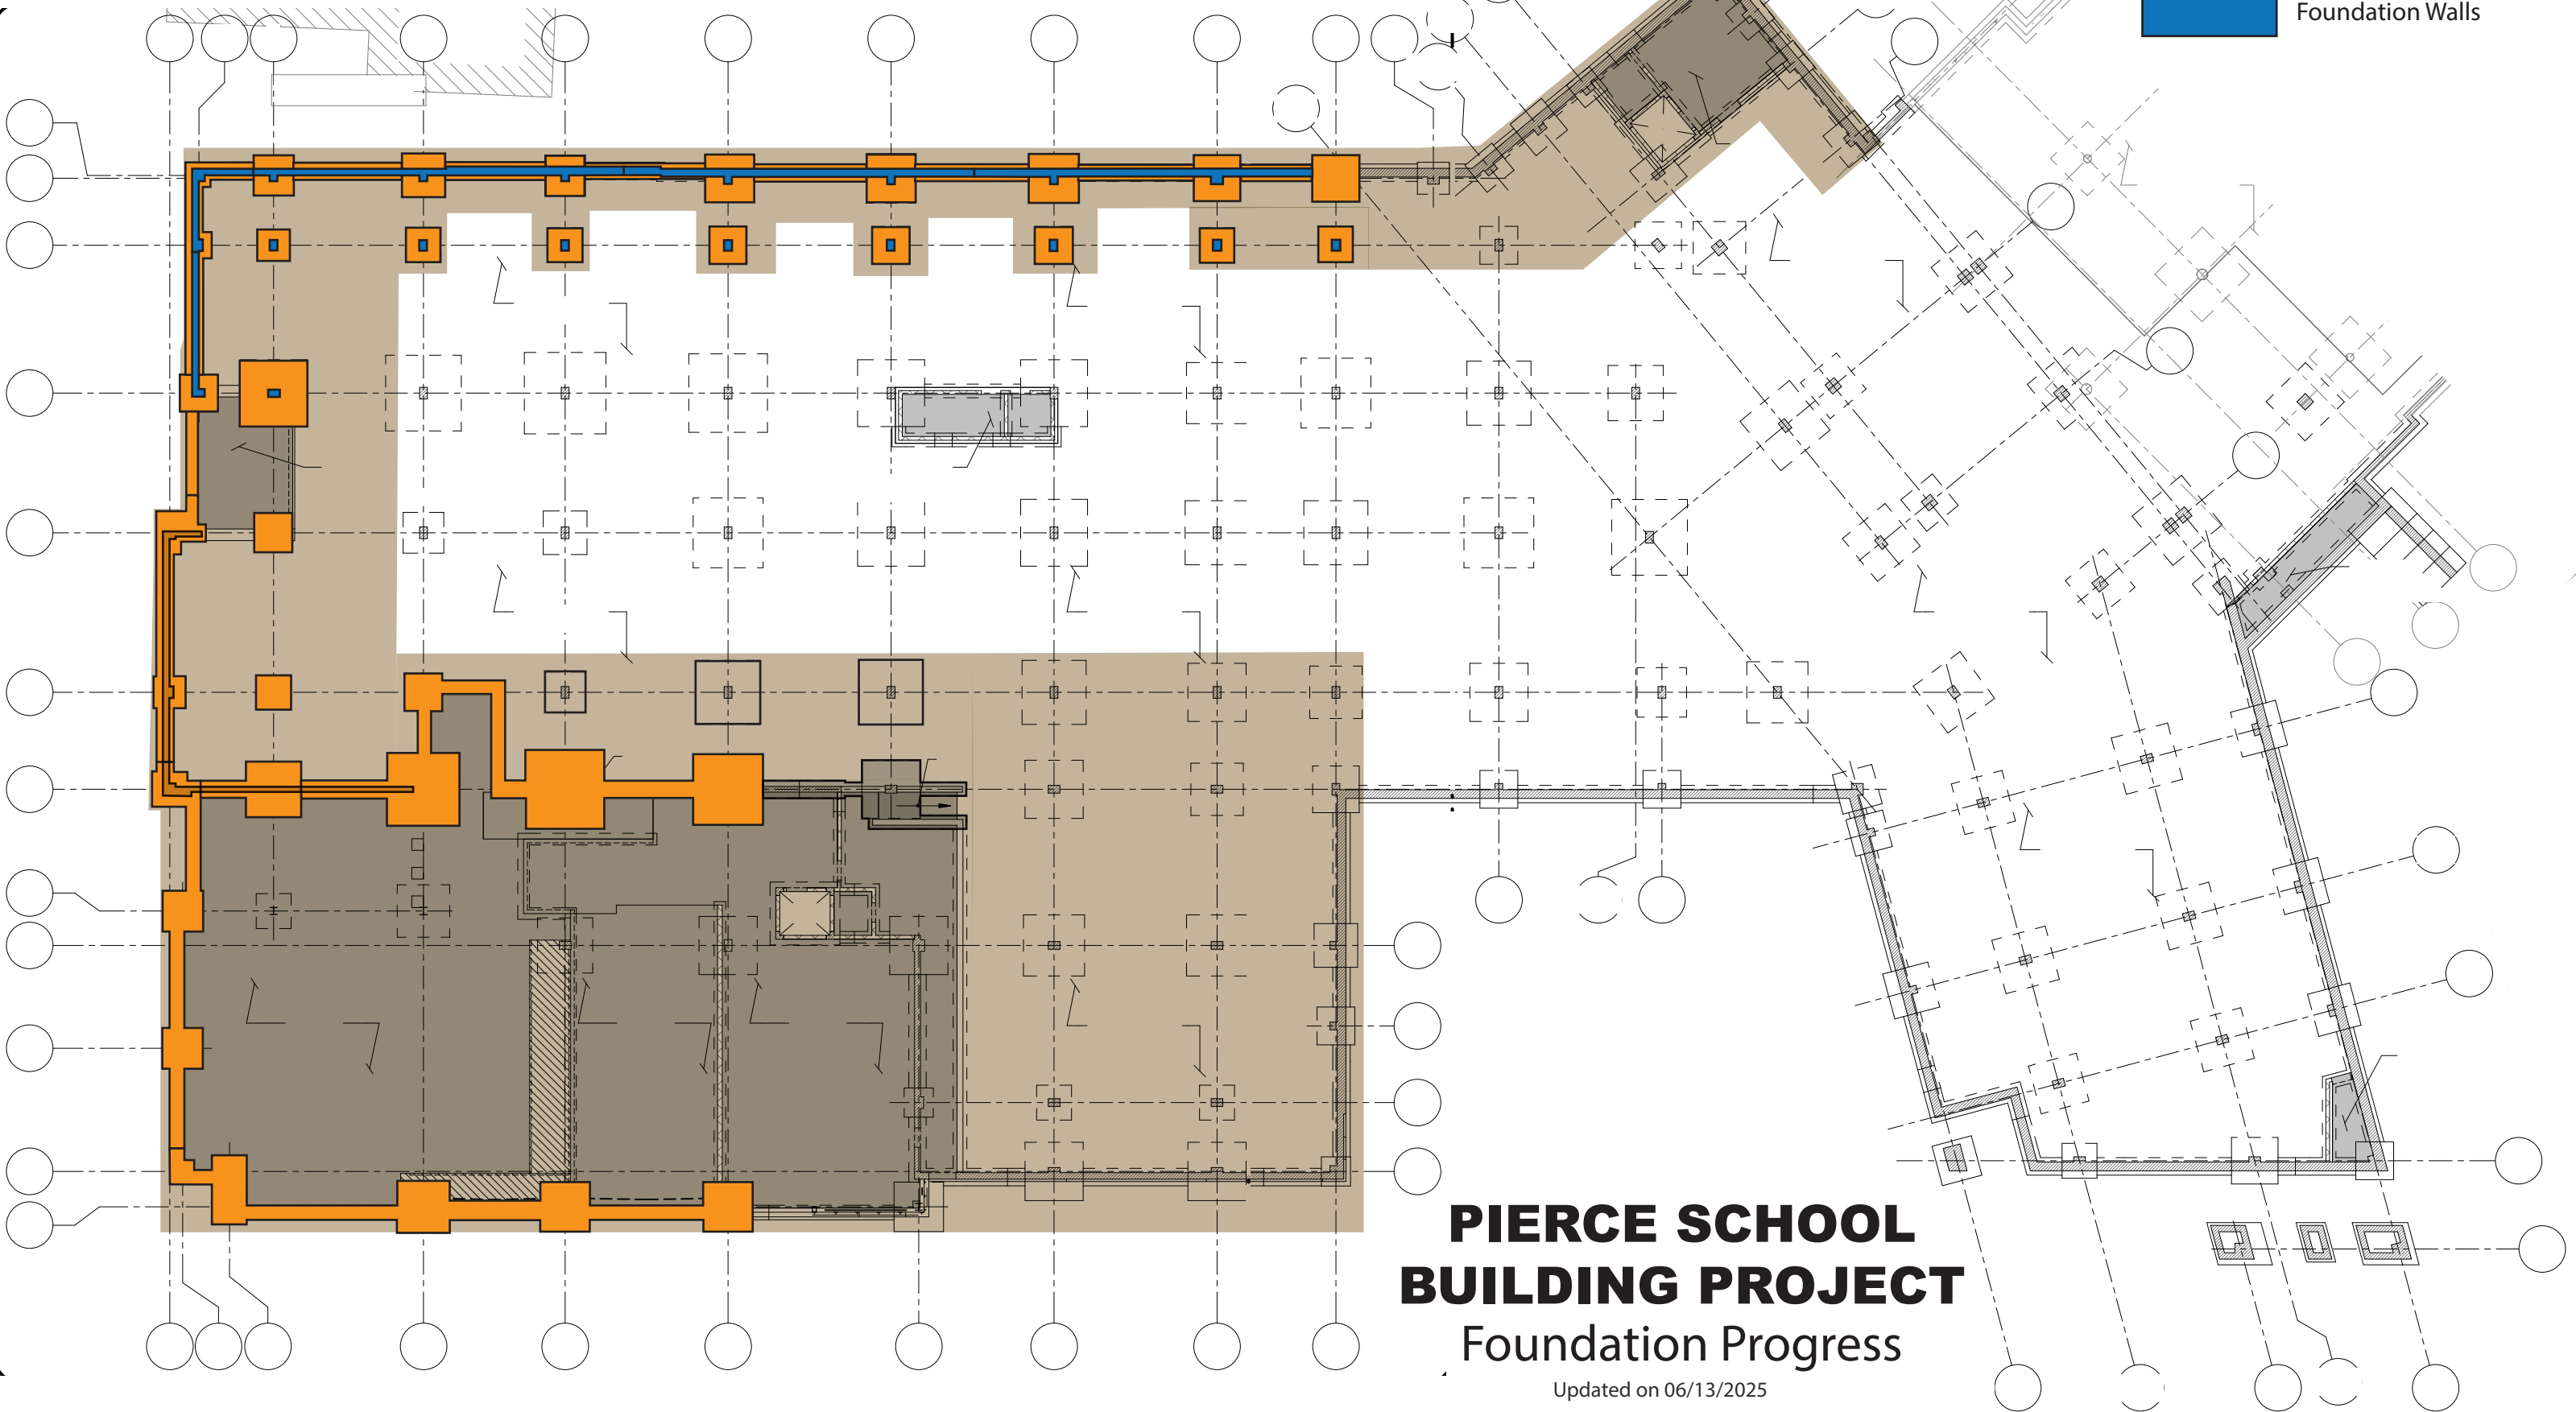 Foundation Walls
PIERCE SCHOOL
BUILDING PROJECT
Foundation Progress
Updated on 06/13/2025